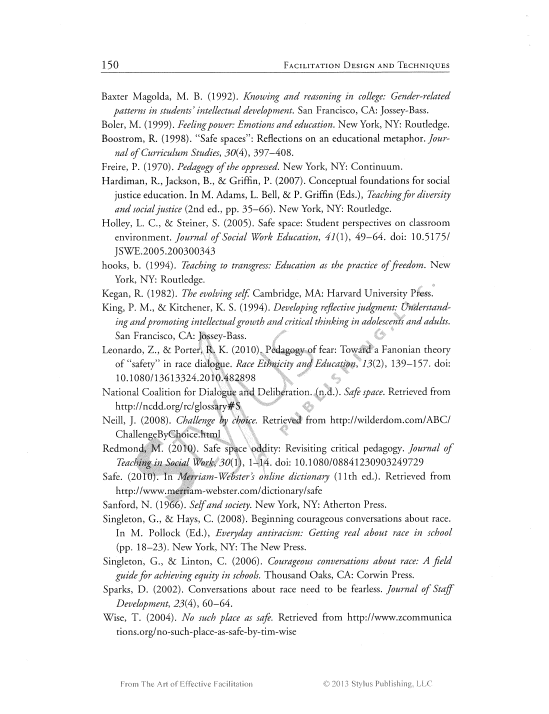 150 FACILITATION DESIGN AND TECHNIQUES
Baxter Magolda, M. B. (1992). Knowing and reasoning in college: Gender-related
patterns in students' intellectual development. San Francisco, CA: Jossey-Bass.
Boler, M. (1999). Feeling power: Emotions and education. New York, NY: Routledge.
Boostrom, R. (1998). "Safe spaces": Reflections on an educational metaphor. Jour-
nal of Curriculum Studies, 30(4), 397–408.
Freire, P. (1970). Pedagogy of the oppressed. New York, NY: Continuum.
Hardiman, R., Jackson, B., & Griffin, P. (2007). Conceptual foundations for social
justice education. In M. Adams, L. Bell, & P. Griffin (Eds.), Teaching for diversity
and social justice (2nd ed., pp. 35–66). New York, NY: Routledge.
Holley, L. C., & Steiner, S. (2005). Safe space: Student perspectives on classroom
environment. Journal of Social Work Education, 41(1), 49–64. doi: 10.5175/
JSWE.2005.200300343
hooks, b. (1994). Teaching to transgress: Education as the practice of freedom. New
York, NY: Routledge.
Kegan, R. (1982). The evolving self. Cambridge, MA: Harvard University Press.
King, P. M., & Kitchener, K. S. (1994). Developing reflective judgment: Understand-
ing and promoting intellectual growth and critical thinking in adolescents and adults.
San Francisco, CA: Jossey-Bass.
Leonardo, Z., & Porter, R. K. (2010). Pedagogy of fear: Toward a Fanonian theory
of "safety" in race dialogue. Race Ethnicity and Education, 13(2), 139–157. doi:
10.1080/13613324.2010.482898
National Coalition for Dialogue and Deliberation. (n.d.). Safe space. Retrieved from
http://ncdd.org/rc/glossary#S
Neill, J. (2008). Challenge by choice. Retrieved from http://wilderdom.com/ABC/
ChallengeByChoice.html
Redmond, M. (2010). Safe space oddity: Revisiting critical pedagogy. Journal of
Teaching in Social Work, 30(1), 1–14. doi: 10.1080/08841230903249729
Safe. (2010). In Merriam-Webster's online dictionary (11th ed.). Retrieved from
http://www.merriam-webster.com/dictionary/safe
Sanford, N. (1966). Self and society. New York, NY: Atherton Press.
Singleton, G., & Hays, C. (2008). Beginning courageous conversations about race.
In M. Pollock (Ed.), Everyday antiracism: Getting real about race in school
(pp. 18–23). New York, NY: The New Press.
Singleton, G., & Linton, C. (2006). Courageous conversations about race: A field
guide for achieving equity in schools. Thousand Oaks, CA: Corwin Press.
Sparks, D. (2002). Conversations about race need to be fearless. Journal of Staff
Development, 23(4), 60–64.
Wise, T. (2004). No such place as safe. Retrieved from http://www.zcommunica
tions.org/no-such-place-as-safe-by-tim-wise
Stylus
PUBLISHING, L
From The Art of Effective Facilitation © 2013 Stylus Publishing, LLC